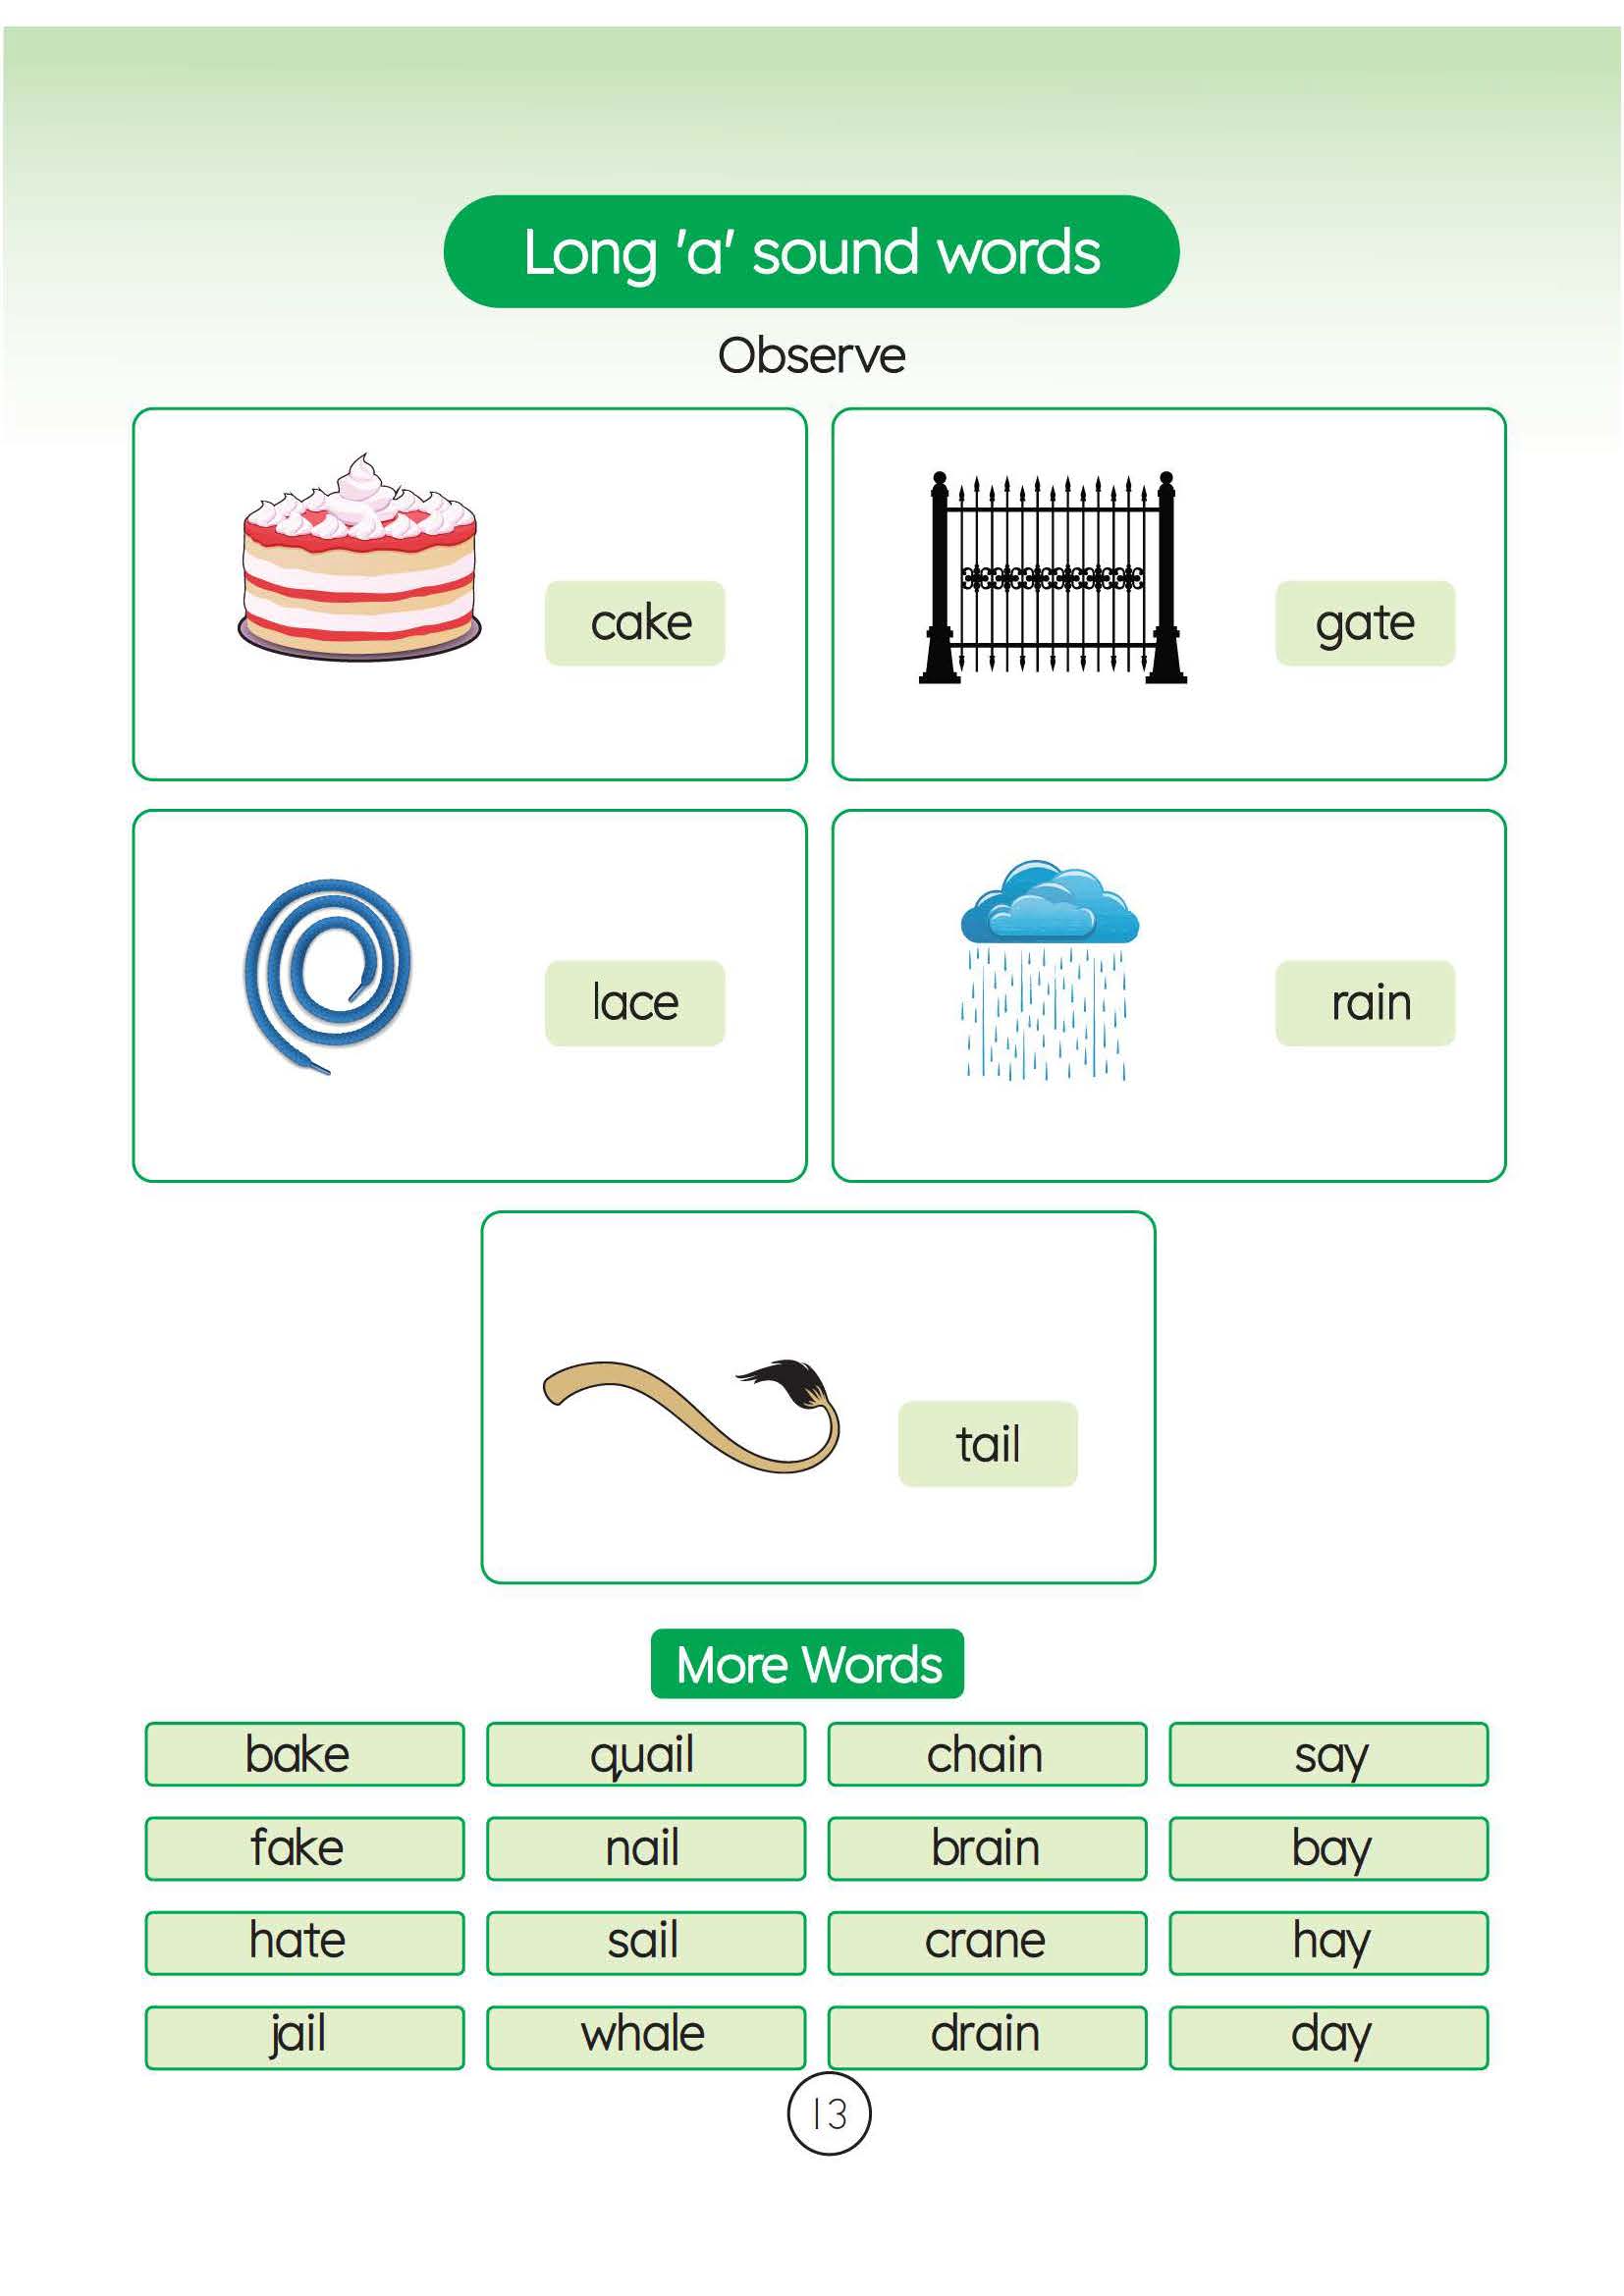 Long 'a' sound words
Observe
cake
gate
lace
rain
tail
More Words
bake quail chain say
fake nail brain bay
hate sail crane hay
jail whale drain day
13